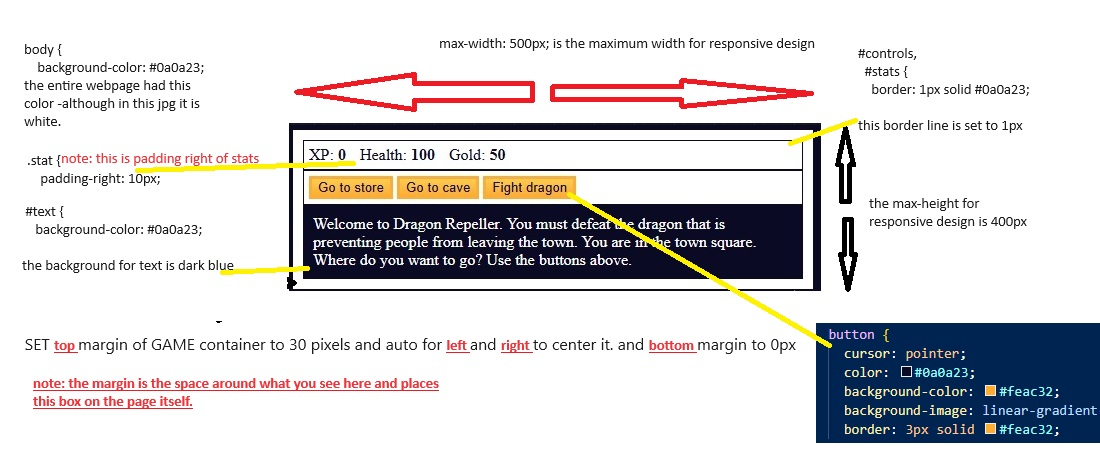 body {
background-color: #0a0a23;
the entire webpage had this
color -although in this jpg it is
white.
max-width: 500px; is the maximum width for responsive design
#controls,
#stats {
border: 1px solid #0a0a23;
this border line is set to 1px
.stat {note: this is padding right of stats
padding-right: 10px;
#text {
background-color: #0a0a23;
the background for text is dark blue
XP: 0 Health: 100 Gold: 50
Go to store Go to cave Fight dragon
Welcome to Dragon Repeller. You must defeat the dragon that is
preventing people from leaving the town. You are in the town square.
Where do you want to go? Use the buttons above.
the max-height for
responsive design is 400px
SET top margin of GAME container to 30 pixels and auto for left and right to center it. and bottom margin to 0px
note: the margin is the space around what you see here and places
this box on the page itself.
button {
cursor: pointer;
color: #0a0a23;
background-color: #feac32;
background-image: linear-gradient
border: 3px solid #feac32;